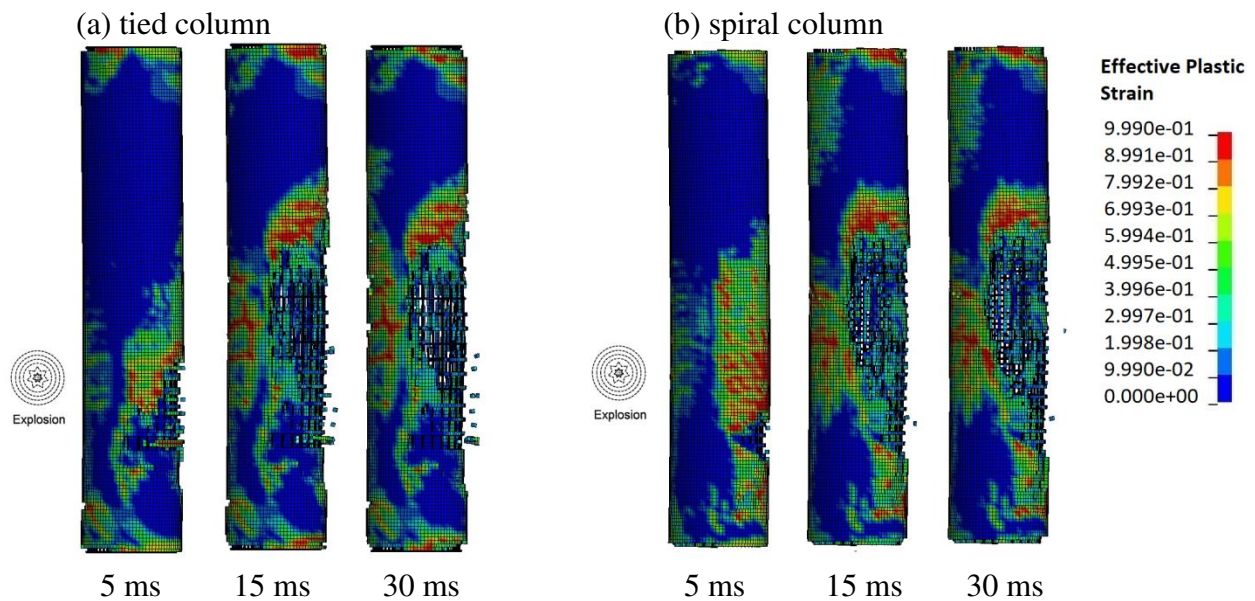 (a) tied column
(b) spiral column
Effective Plastic
Strain
9.990e-01
8.991e-01
7.992e-01
6.993e-01
5.994e-01
4.995e-01
3.996e-01
2.997e-01
1.998e-01
9.990e-02
0.000e+00
Explosion
Explosion
5 ms
15 ms
30 ms
5 ms
15 ms
30 ms